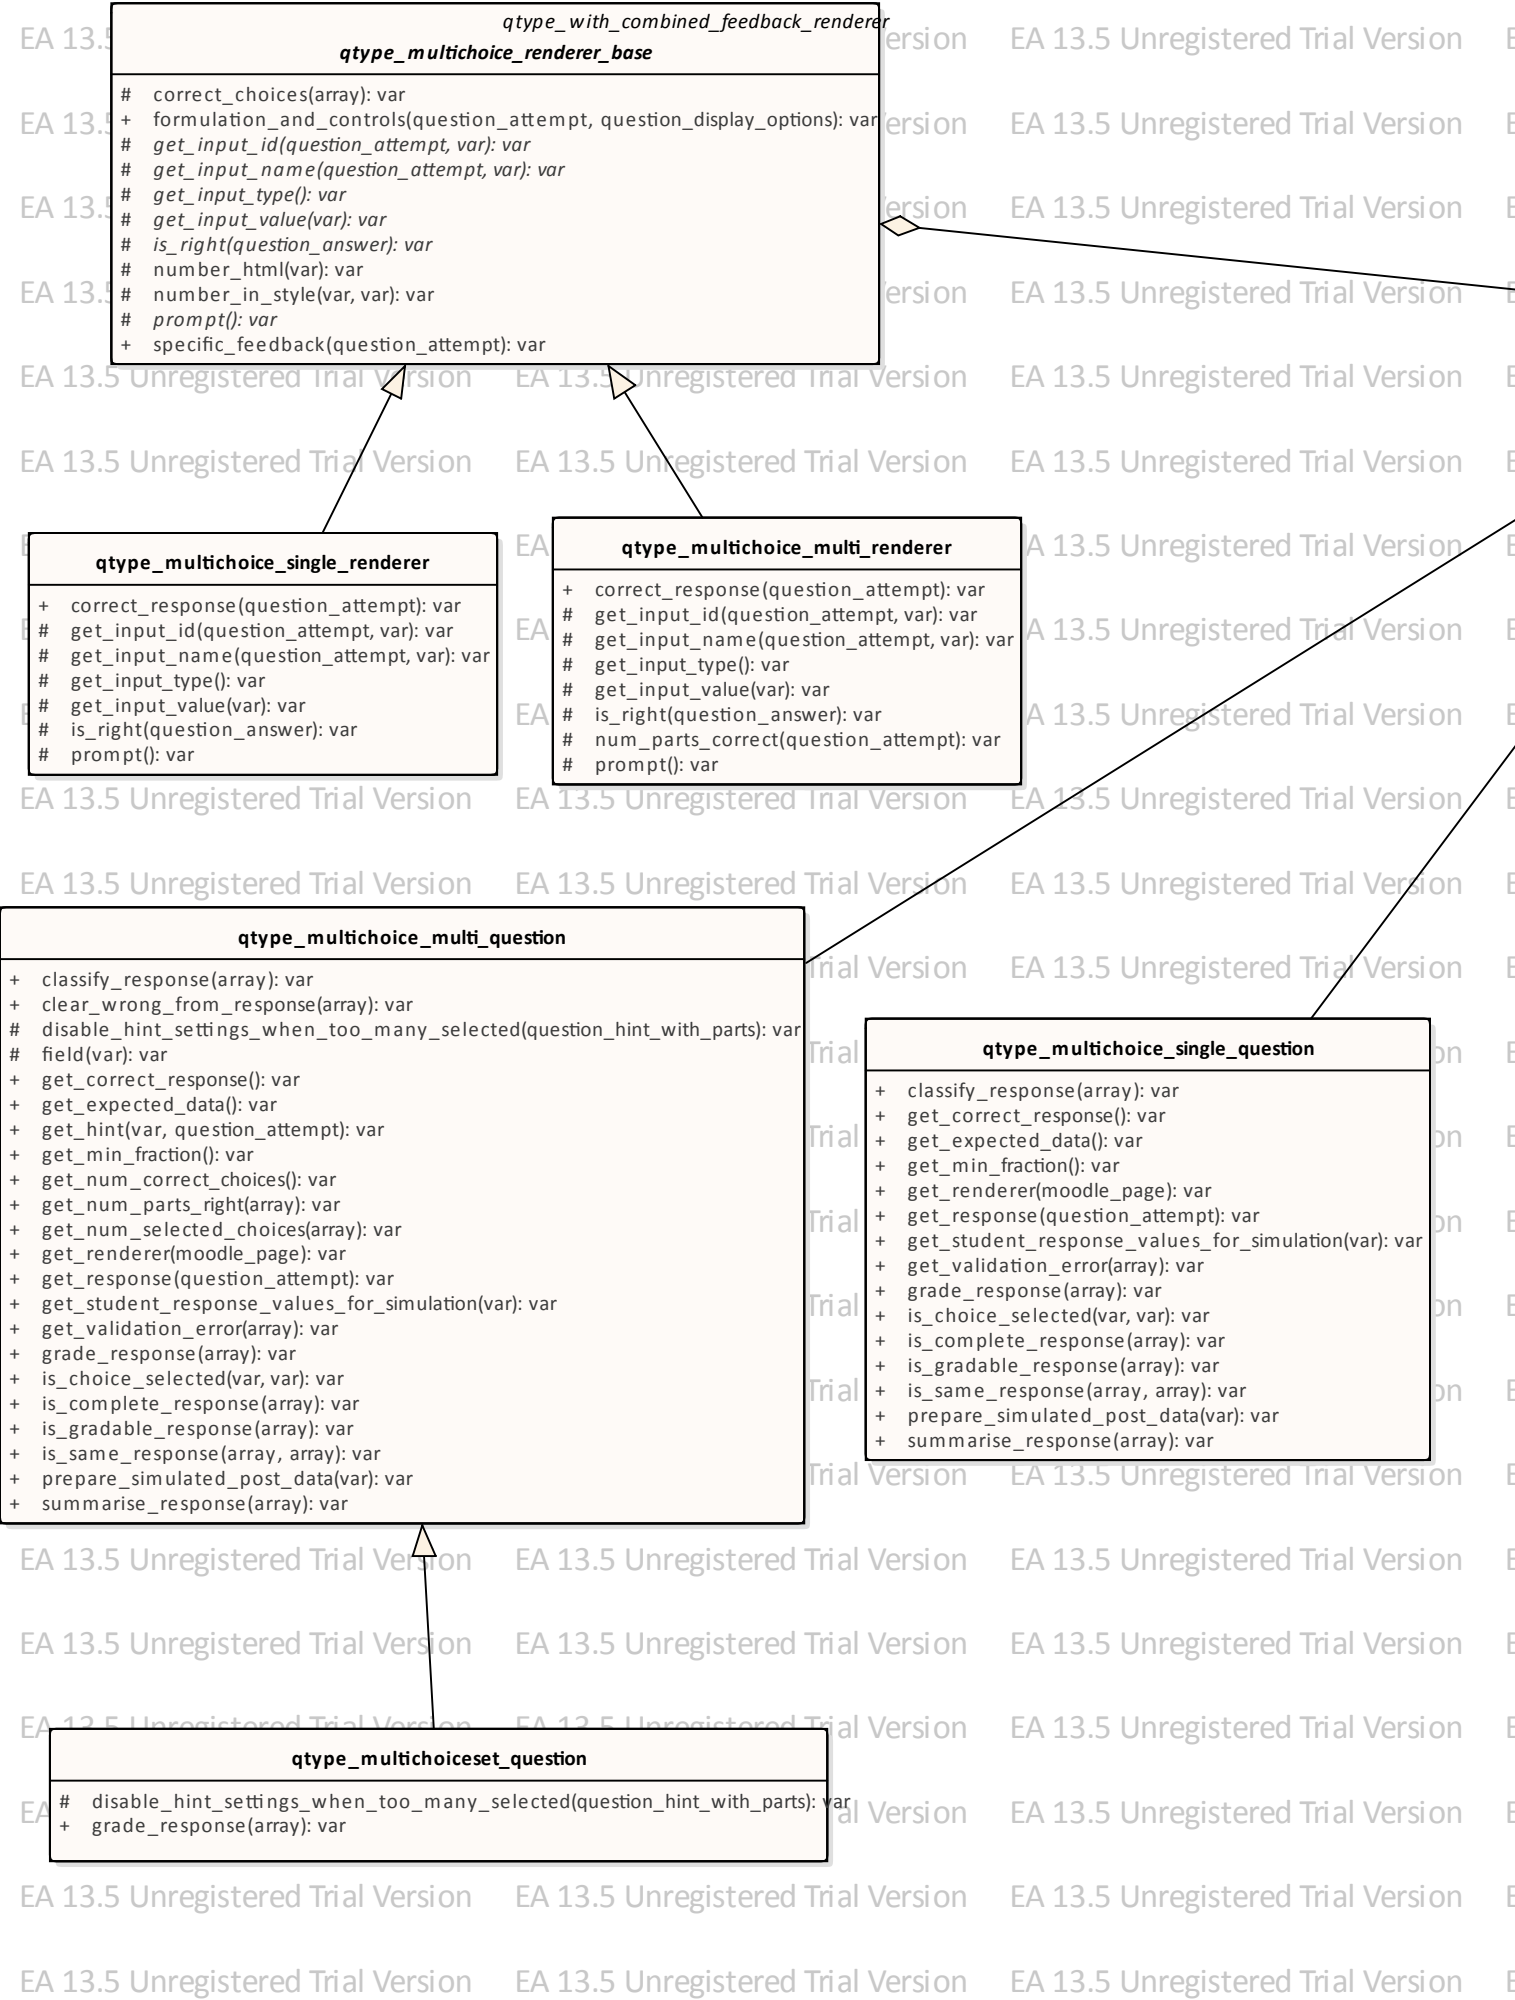 qtype_with_combined_feedback_renderer
qtype_multichoice_renderer_base
# correct_choices(array): var
+ formulation_and_controls(question_attempt, question_display_options): var
# get_input_id(question_attempt, var): var
# get_input_name(question_attempt, var): var
# get_input_type(): var
# get_input_value(var): var
# is_right(question_answer): var
# number_html(var): var
# number_in_style(var, var): var
# prompt(): var
+ specific_feedback(question_attempt): var
qtype_multichoice_single_renderer
+ correct_response(question_attempt): var
# get_input_id(question_attempt, var): var
# get_input_name(question_attempt, var): var
# get_input_type(): var
# get_input_value(var): var
# is_right(question_answer): var
# prompt(): var
qtype_multichoice_multi_renderer
+ correct_response(question_attempt): var
# get_input_id(question_attempt, var): var
# get_input_name(question_attempt, var): var
# get_input_type(): var
# get_input_value(var): var
# is_right(question_answer): var
# num_parts_correct(question_attempt): var
# prompt(): var
qtype_multichoice_multi_question
+ classify_response(array): var
+ clear_wrong_from_response(array): var
# disable_hint_settings_when_too_many_selected(question_hint_with_parts): var
# field(var): var
+ get_correct_response(): var
+ get_expected_data(): var
+ get_hint(var, question_attempt): var
+ get_min_fraction(): var
+ get_num_correct_choices(): var
+ get_num_parts_right(array): var
+ get_num_selected_choices(array): var
+ get_renderer(moodle_page): var
+ get_response(question_attempt): var
+ get_student_response_values_for_simulation(var): var
+ get_validation_error(array): var
+ grade_response(array): var
+ is_choice_selected(var, var): var
+ is_complete_response(array): var
+ is_gradable_response(array): var
+ is_same_response(array, array): var
+ prepare_simulated_post_data(var): var
+ summarise_response(array): var
qtype_multichoice_single_question
+ classify_response(array): var
+ get_correct_response(): var
+ get_expected_data(): var
+ get_min_fraction(): var
+ get_renderer(moodle_page): var
+ get_response(question_attempt): var
+ get_student_response_values_for_simulation(var): var
+ get_validation_error(array): var
+ grade_response(array): var
+ is_choice_selected(var, var): var
+ is_complete_response(array): var
+ is_gradable_response(array): var
+ is_same_response(array, array): var
+ prepare_simulated_post_data(var): var
+ summarise_response(array): var
qtype_multichoiceset_question
# disable_hint_settings_when_too_many_selected(question_hint_with_parts): var
+ grade_response(array): var
EA 13.5 Unregistered Trial Version